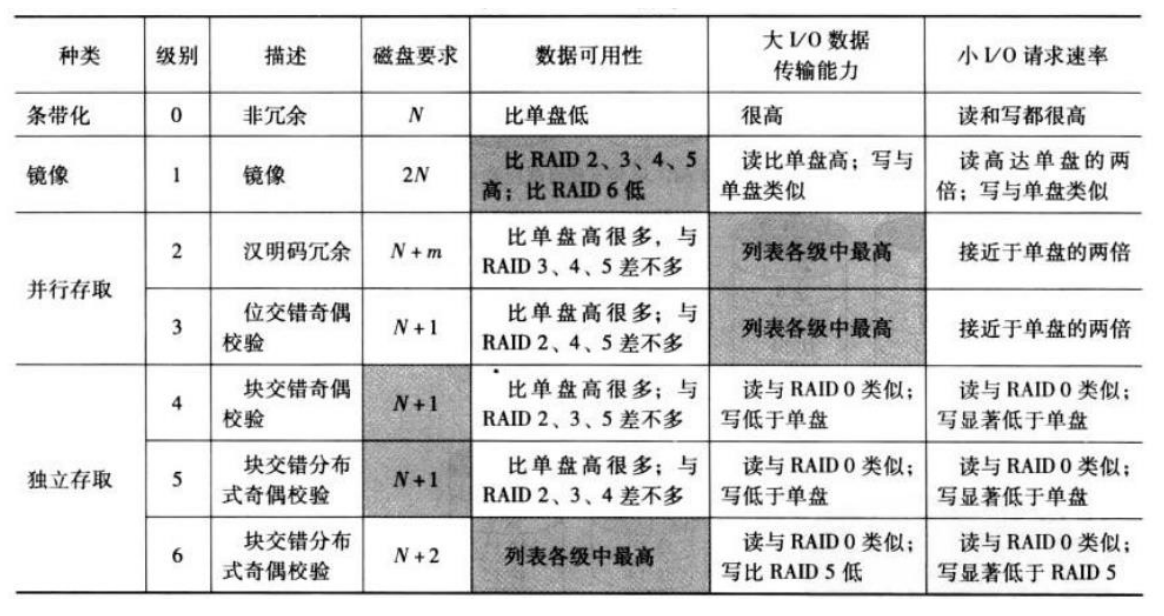 种类 级别 描述 磁盘要求 数据可用性 大 I/O 数据传输能力 小 I/O 请求速率
条带化 0 非冗余 N 比单盘低 很高 读和写都很高
镜像 1 镜像 2N 比 RAID 2、3、4、5 高；比 RAID 6 低 读比单盘高；写与单盘类似 读高达单盘的两倍；写与单盘类似
并行存取 2 汉明码冗余 N + m 比单盘高很多，与 RAID 3、4、5 差不多 列表各级中最高 接近于单盘的两倍
3 位交错奇偶校验 N + 1 比单盘高很多；与 RAID 2、4、5 差不多 列表各级中最高 接近于单盘的两倍
独立存取 4 块交错奇偶校验 N + 1 比单盘高很多；与 RAID 2、3、5 差不多 读与 RAID 0 类似；写低于单盘 读与 RAID 0 类似；写显著低于单盘
5 块交错分布式奇偶校验 N + 1 比单盘高很多；与 RAID 2、3、4 差不多 读与 RAID 0 类似；写低于单盘 读与 RAID 0 类似；写显著低于单盘
6 块交错分布式奇偶校验 N + 2 列表各级中最高 读与 RAID 0 类似；写比 RAID 5 低 读与 RAID 0 类似；写显著低于 RAID 5